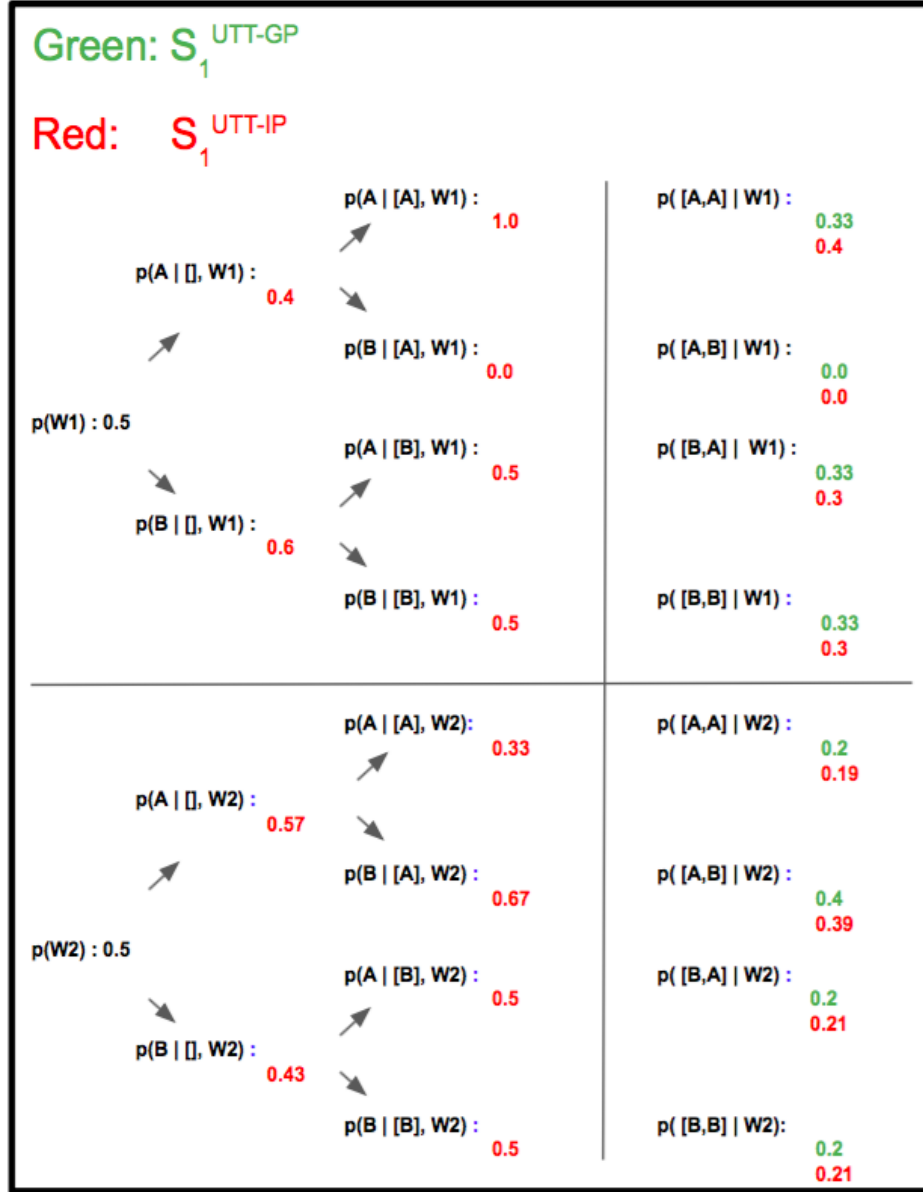 Green: S₁ᵁᵀᵀ⁻ᴳᴾ
Red: S₁ᵁᵀᵀ⁻ᴵᴾ
p(A | [A], W1) :
1.0
p( [A,A] | W1) :
0.33
0.4
p(A | [], W1) :
0.4
p(B | [A], W1) :
0.0
p( [A,B] | W1) :
0.0
0.0
p(W1) : 0.5
p(A | [B], W1) :
0.5
p( [B,A] | W1) :
0.33
0.3
p(B | [], W1) :
0.6
p(B | [B], W1) :
0.5
p( [B,B] | W1) :
0.33
0.3
p(A | [A], W2):
0.33
p( [A,A] | W2) :
0.2
0.19
p(A | [], W2) :
0.57
p(B | [A], W2) :
0.67
p( [A,B] | W2) :
0.4
0.39
p(W2) : 0.5
p(A | [B], W2) :
0.5
p( [B,A] | W2) :
0.2
0.21
p(B | [], W2) :
0.43
p(B | [B], W2) :
0.5
p( [B,B] | W2):
0.2
0.21